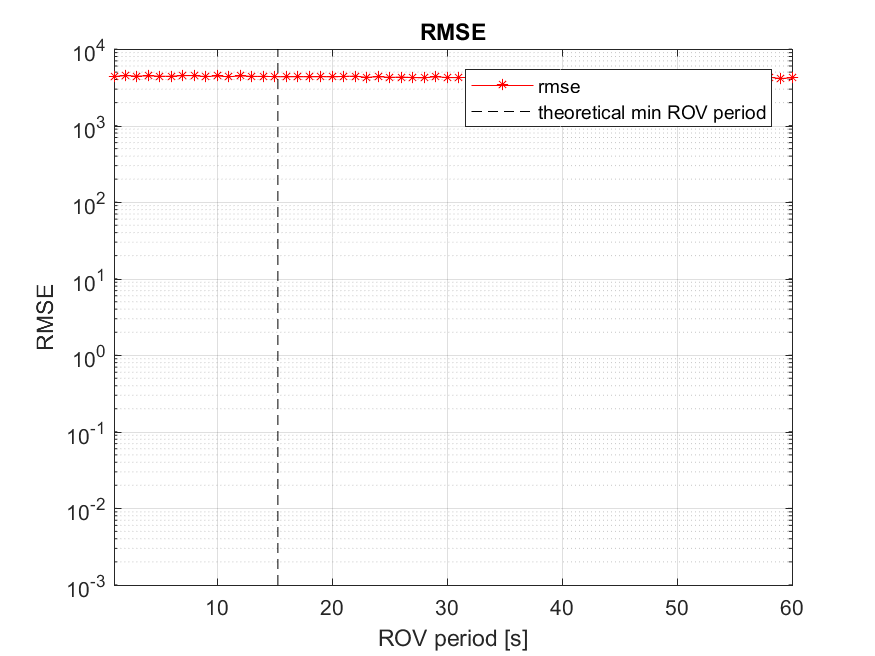 RMSE
10^4
10^3
10^2
10^1
10^0
10^-1
10^-2
10^-3
RMSE
rmse
theoretical min ROV period
10 20 30 40 50 60
ROV period [s]